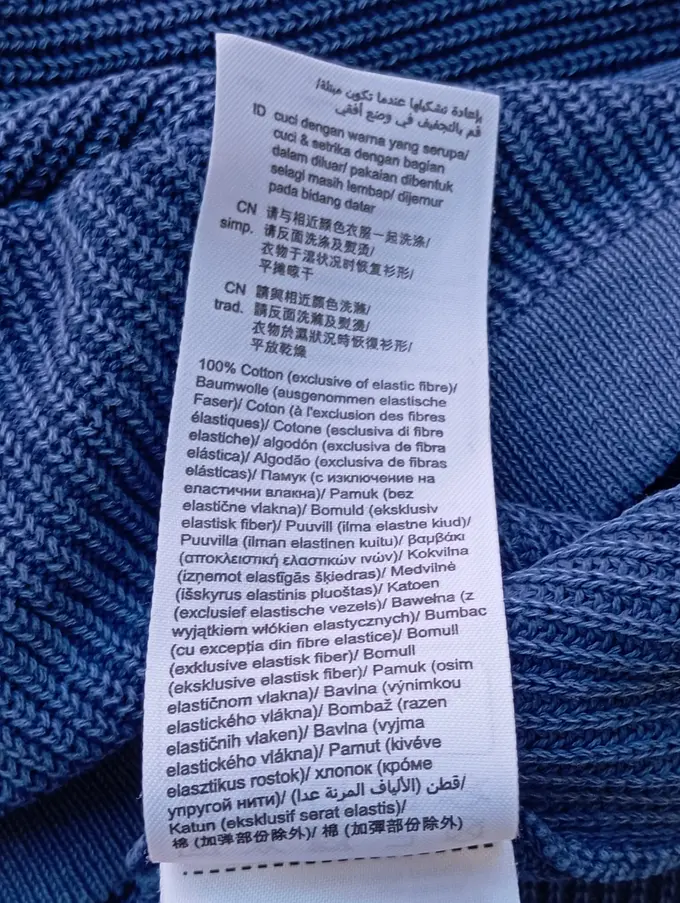 بإعادة تشكيلها عندما تكون مبتلة/
قم بالتجفيف في وضع أفقي
ID cuci dengan warna yang serupa/
cuci & setrika dengan bagian
dalam diluar/ pakaian dibentuk
selagi masih lembap/ dijemur
pada bidang datar
CN 请与相近颜色衣服一起洗涤/
simp. 请反面洗涤及熨烫/
衣物于湿状况时恢复衫形/
平摊晾干
CN 請與相近顏色洗滌/
trad. 請反面洗滌及熨燙/
衣物於濕狀況時恢復衫形/
平放乾燥
100% Cotton (exclusive of elastic fibre)/
Baumwolle (ausgenommen elastische
Faser)/ Coton (à l'exclusion des fibres
élastiques)/ Cotone (esclusiva di fibre
elastiche)/ algodón (exclusiva de fibra
elástica)/ Algodão (exclusiva de fibras
elásticas)/ Памук (с изключение на
еластични влакна)/ Pamuk (bez
elastične vlakna)/ Bomuld (eksklusiv
elastisk fiber)/ Puuvill (ilma elastne kiud)/
Puuvilla (ilman elastinen kuitu)/ βαμβάκι
(αποκλειστική ελαστικών ινών)/ Kokvilna
(izņemot elastīgās šķiedras)/ Medvilnė
(išskyrus elastinis pluoštas)/ Katoen
(exclusief elastische vezels)/ Bawełna (z
wyjątkiem włókien elastycznych)/ Bumbac
(cu excepția din fibre elastice)/ Bomull
(exklusive elastisk fiber)/ Bomull
(eksklusive elastisk fiber)/ Pamuk (osim
elastičnom vlakna)/ Bavlna (výnimkou
elastického vlákna)/ Bombaž (razen
elastičnih vlaken)/ Bavlna (vyjma
elastického vlákna)/ Pamut (kivéve
elasztikus rostok)/ хлопок (кро́ме
упругой нити)/ قطن (الألياف المرنة عدا)/
Katun (eksklusif serat elastis)/
棉 (加弹部份除外)/ 棉 (加彈部份除外)